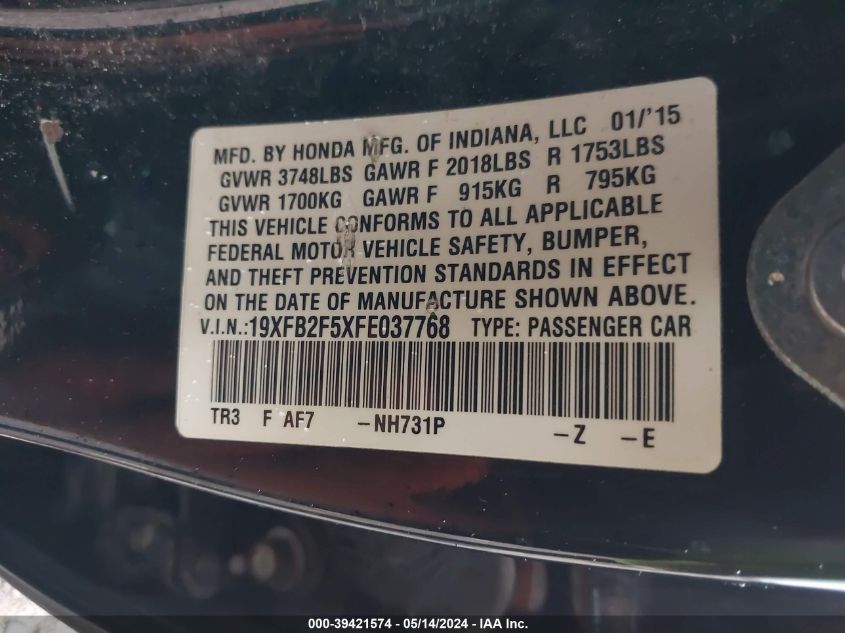 MFD. BY HONDA MFG. OF INDIANA, LLC 01/'15
GVWR 3748LBS GAWR F 2018LBS R 1753LBS
GVWR 1700KG GAWR F 915KG R 795KG
THIS VEHICLE CONFORMS TO ALL APPLICABLE
FEDERAL MOTOR VEHICLE SAFETY, BUMPER,
AND THEFT PREVENTION STANDARDS IN EFFECT
ON THE DATE OF MANUFACTURE SHOWN ABOVE.
V.I.N.:19XFB2F5XFE037768 TYPE: PASSENGER CAR
TR3 F AF7 -NH731P -Z -E
000-39421574 - 05/14/2024 - IAA Inc.